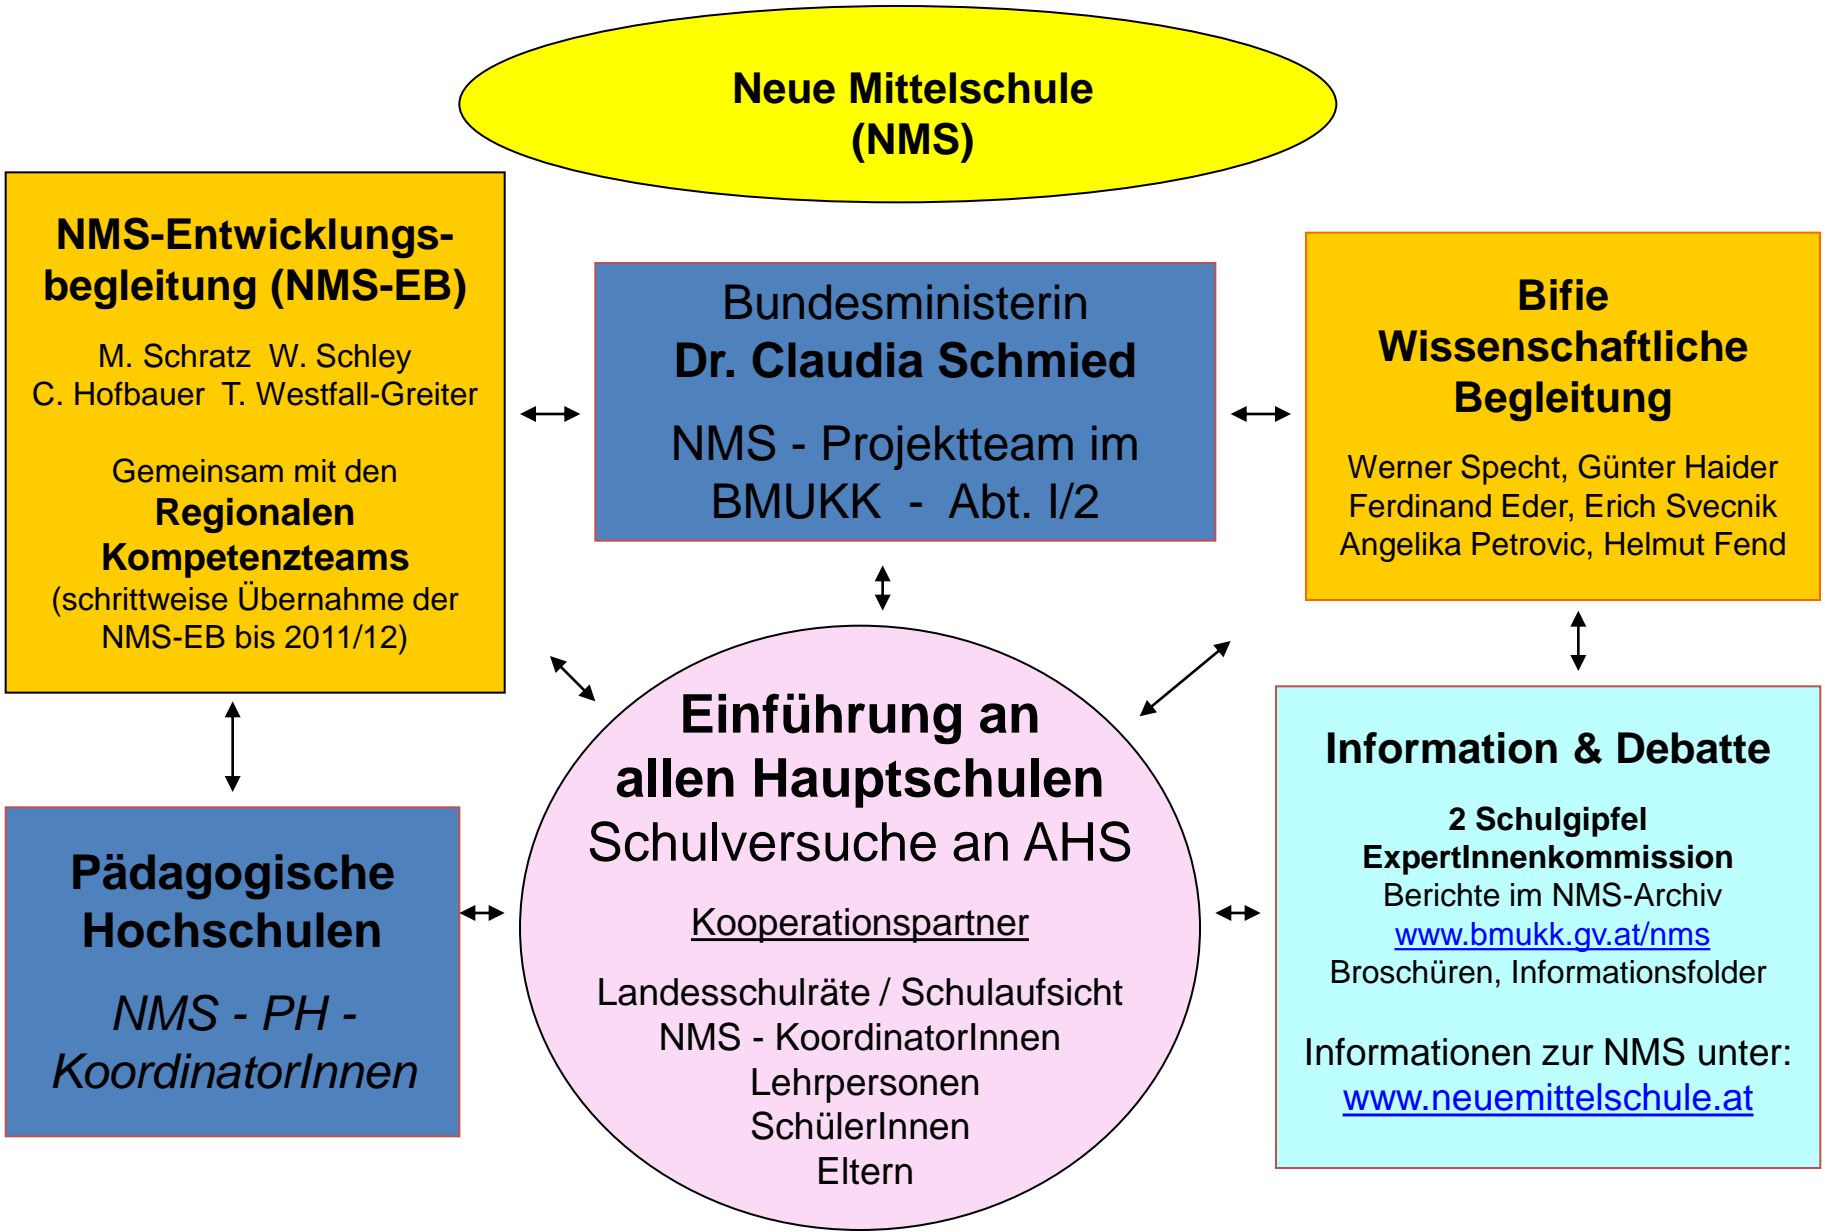 Neue Mittelschule
(NMS)
NMS-Entwicklungs-
begleitung (NMS-EB)
M. Schratz  W. Schley
C. Hofbauer  T. Westfall-Greiter
Gemeinsam mit den
Regionalen
Kompetenzteams
(schrittweise Übernahme der
NMS-EB bis 2011/12)
Bundesministerin
Dr. Claudia Schmied
NMS - Projektteam im
BMUKK  -  Abt. I/2
Bifie
Wissenschaftliche
Begleitung
Werner Specht, Günter Haider
Ferdinand Eder, Erich Svecnik
Angelika Petrovic, Helmut Fend
Pädagogische
Hochschulen
NMS - PH -
KoordinatorInnen
Einführung an
allen Hauptschulen
Schulversuche an AHS
Kooperationspartner
Landesschulräte / Schulaufsicht
NMS - KoordinatorInnen
Lehrpersonen
SchülerInnen
Eltern
Information & Debatte
2 Schulgipfel
ExpertInnenkommission
Berichte im NMS-Archiv
www.bmukk.gv.at/nms
Broschüren, Informationsfolder
Informationen zur NMS unter:
www.neuemittelschule.at